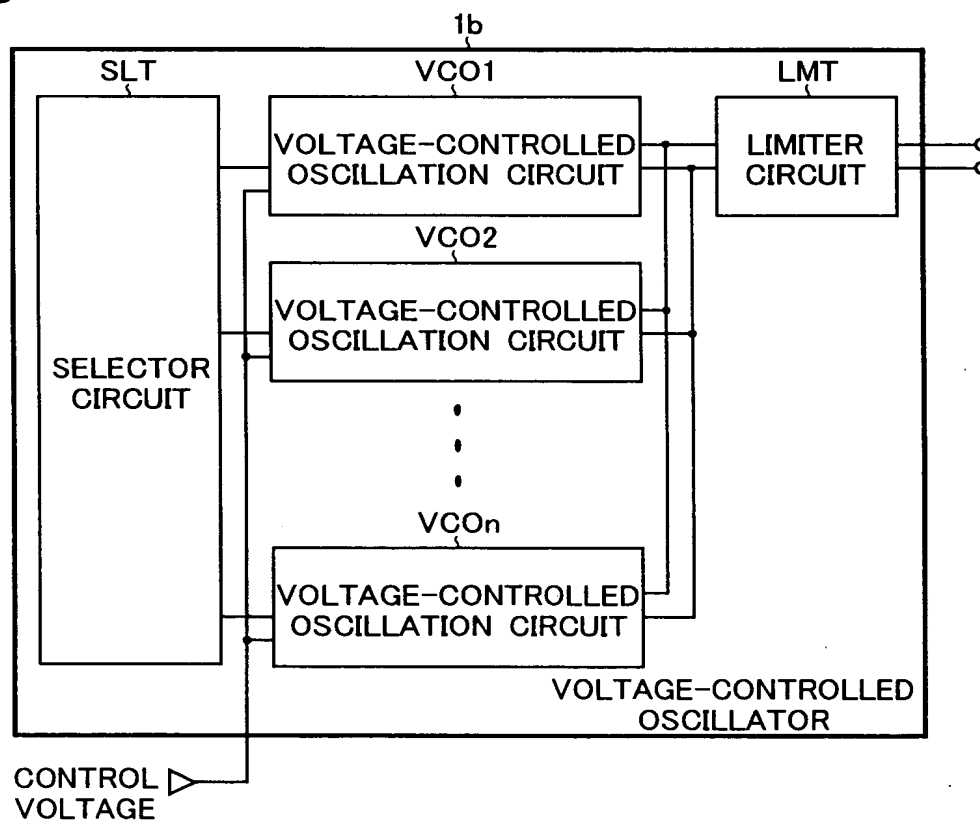 1b
SLT
VCO1
LMT
VOLTAGE-CONTROLLED
OSCILLATION CIRCUIT
LIMITER
CIRCUIT
VCO2
VOLTAGE-CONTROLLED
OSCILLATION CIRCUIT
SELECTOR
CIRCUIT
VCOn
VOLTAGE-CONTROLLED
OSCILLATION CIRCUIT
VOLTAGE-CONTROLLED
OSCILLATOR
CONTROL
VOLTAGE